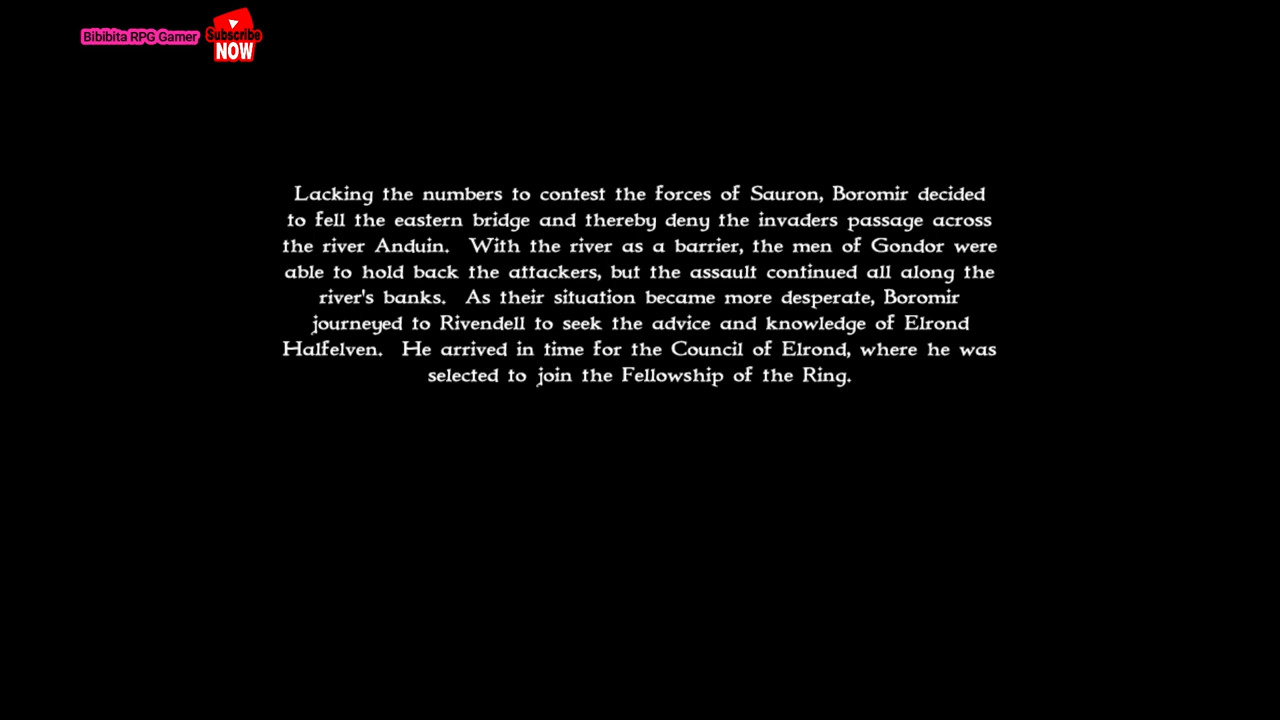 Bibibita RPG Gamer
Subscribe
NOW
Lacking the numbers to contest the forces of Sauron, Boromir decided
to fell the eastern bridge and thereby deny the invaders passage across
the river Anduin.  With the river as a barrier, the men of Gondor were
able to hold back the attackers, but the assault continued all along the
river's banks.  As their situation became more desperate, Boromir
journeyed to Rivendell to seek the advice and knowledge of Elrond
Halfelven.  He arrived in time for the Council of Elrond, where he was
selected to join the Fellowship of the Ring.